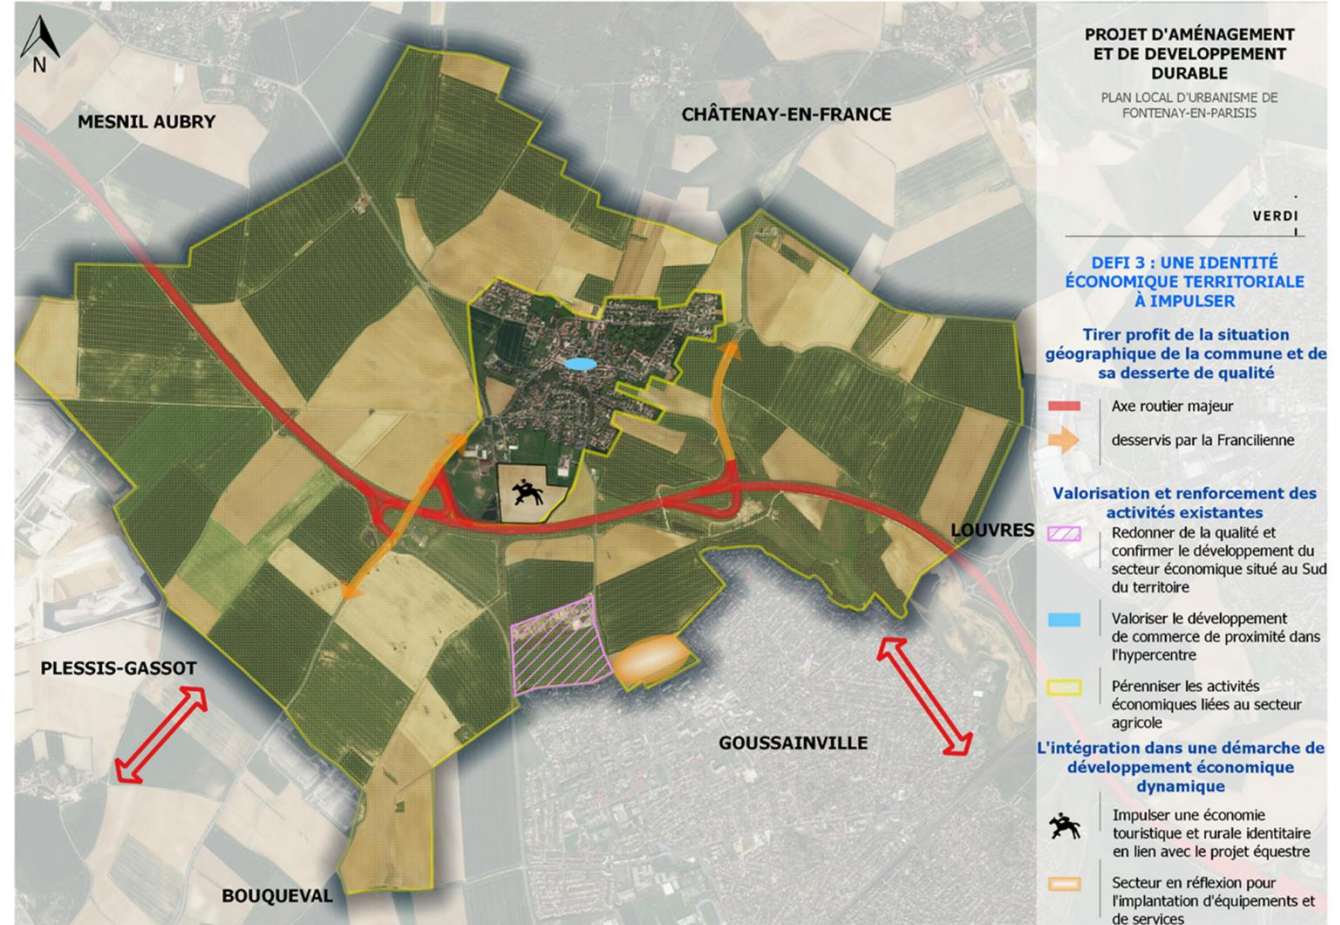 N
MESNIL AUBRY
CHÂTENAY-EN-FRANCE
LOUVRES
PLESSIS-GASSOT
GOUSSAINVILLE
BOUQUEVAL
PROJET D'AMÉNAGEMENT
ET DE DEVELOPPEMENT
DURABLE
PLAN LOCAL D'URBANISME DE
FONTENAY-EN-PARISIS
VERDI
DEFI 3 : UNE IDENTITÉ
ÉCONOMIQUE TERRITORIALE
À IMPULSER
Tirer profit de la situation
géographique de la commune et de
sa desserte de qualité
Axe routier majeur
desservis par la Francilienne
Valorisation et renforcement des
activités existantes
Redonner de la qualité et
confirmer le développement du
secteur économique situé au Sud
du territoire
Valoriser le développement
de commerce de proximité dans
l'hypercentre
Pérenniser les activités
économiques liées au secteur
agricole
L'intégration dans une démarche de
développement économique
dynamique
Impulser une économie
touristique et rurale identitaire
en lien avec le projet équestre
Secteur en réflexion pour
l'implantation d'équipements et
de services